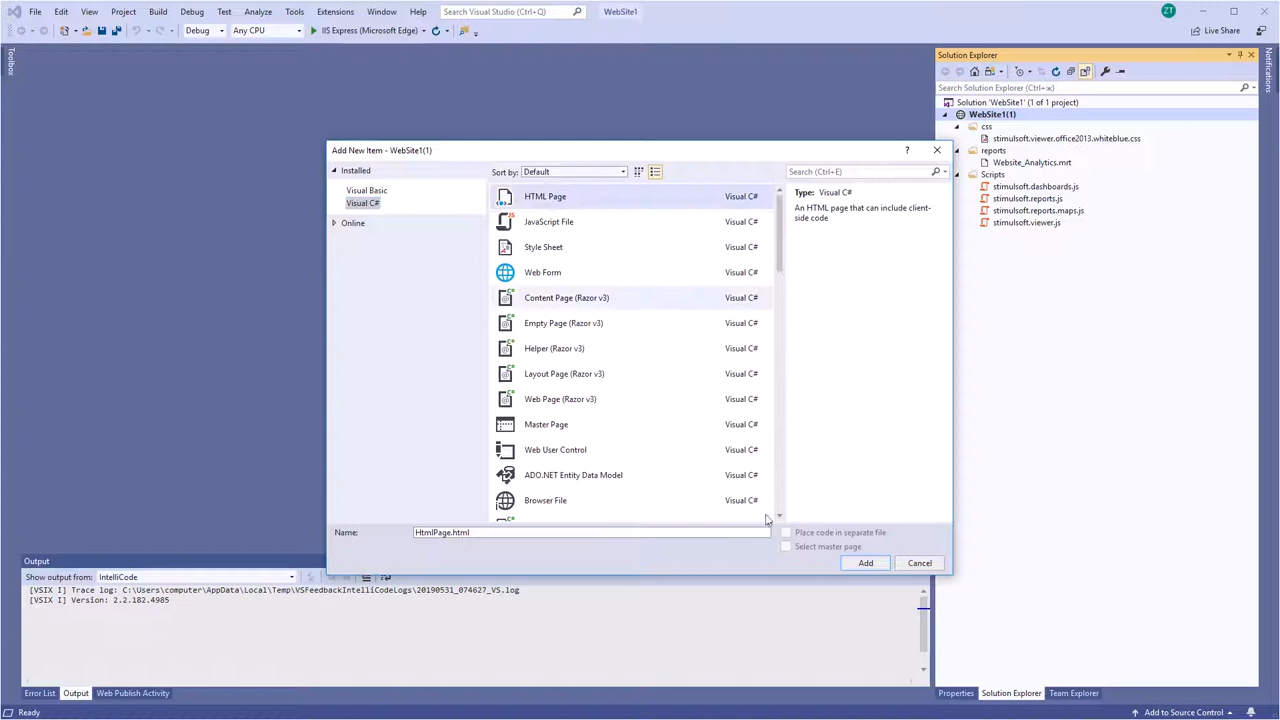 File Edit View Project Build Debug Test Analyze Tools Extensions Window Help Search Visual Studio (Ctrl+Q) WebSite1 ZT
Debug Any CPU IIS Express (Microsoft Edge) Live Share
Toolbox
Notifications
Solution Explorer
Search Solution Explorer (Ctrl+ж)
Solution 'WebSite1' (1 of 1 project)
WebSite1(1)
css
stimulsoft.viewer.office2013.whiteblue.css
reports
Website_Analytics.mrt
Scripts
stimulsoft.dashboards.js
stimulsoft.reports.js
stimulsoft.reports.maps.js
stimulsoft.viewer.js
Add New Item - WebSite1(1)
Installed
Visual Basic
Visual C#
Online
Sort by: Default
Search (Ctrl+E)
HTML Page Visual C#
JavaScript File Visual C#
Style Sheet Visual C#
Web Form Visual C#
Content Page (Razor v3) Visual C#
Empty Page (Razor v3) Visual C#
Helper (Razor v3) Visual C#
Layout Page (Razor v3) Visual C#
Web Page (Razor v3) Visual C#
Master Page Visual C#
Web User Control Visual C#
ADO.NET Entity Data Model Visual C#
Browser File Visual C#
Type: Visual C#
An HTML page that can include client-
side code
Name: HtmlPage.html
Place code in separate file
Select master page
Add Cancel
Output
Show output from: IntelliCode
[VSIX I] Trace log: C:\Users\computer\AppData\Local\Temp\VSFeedbackIntelliCodeLogs\20190531_074627_VS.log
[VSIX I] Version: 2.2.182.4985
Error List Output Web Publish Activity
Properties Solution Explorer Team Explorer
Ready Add to Source Control